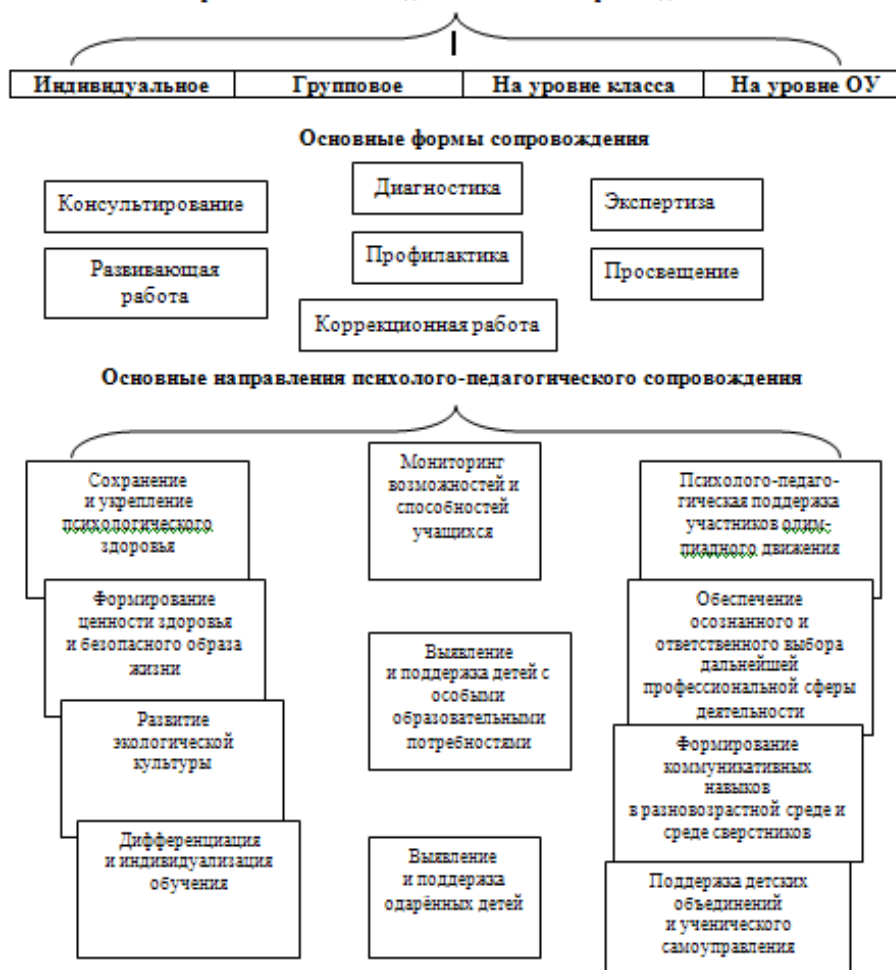 Индивидуальное
Групповое
На уровне класса
На уровне ОУ
Основные формы сопровождения
Консультирование
Диагностика
Экспертиза
Развивающая
работа
Профилактика
Просвещение
Коррекционная работа
Основные направления психолого-педагогического сопровождения
Сохранение
и укрепление
психологического
здоровья
Мониторинг
возможностей и
способностей
учащихся
Психолого-педаго-
гическая поддержка
участников олим-
пиадного движения
Формирование
ценности здоровья
и безопасного образа
жизни
Выявление
и поддержка детей с
особыми
образовательными
потребностями
Обеспечение
осознанного и
ответственного выбора
дальнейшей
профессиональной сферы
деятельности
Развитие
экологической
культуры
Формирование
коммуникативных
навыков
в разновозрастной среде и
среде сверстников
Дифференциация
и индивидуализация
обучения
Выявление
и поддержка
одарённых детей
Поддержка детских
объединений
и ученического
самоуправления